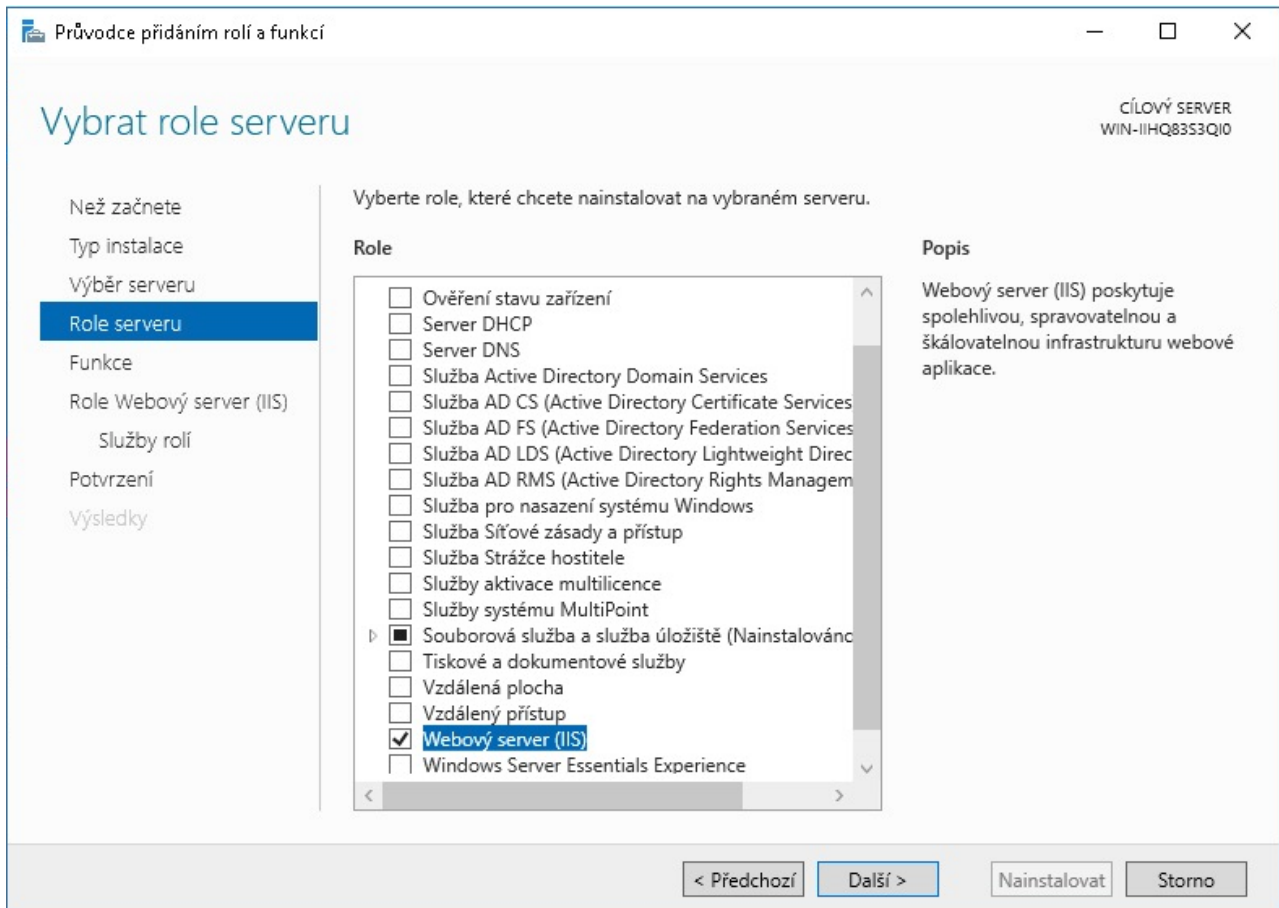 Průvodce přidáním rolí a funkcí
Vybrat role serveru
CÍLOVÝ SERVER
WIN-IIHQ83S3QI0
Než začnete
Typ instalace
Výběr serveru
Role serveru
Funkce
Role Webový server (IIS)
Služby rolí
Potvrzení
Výsledky
Vyberte role, které chcete nainstalovat na vybraném serveru.
Role
Ověření stavu zařízení
Server DHCP
Server DNS
Služba Active Directory Domain Services
Služba AD CS (Active Directory Certificate Services
Služba AD FS (Active Directory Federation Services
Služba AD LDS (Active Directory Lightweight Direc
Služba AD RMS (Active Directory Rights Managem
Služba pro nasazení systému Windows
Služba Síťové zásady a přístup
Služba Strážce hostitele
Služby aktivace multilicence
Služby systému MultiPoint
Souborová služba a služba úložiště (Nainstalováno
Tiskové a dokumentové služby
Vzdálená plocha
Vzdálený přístup
Webový server (IIS)
Windows Server Essentials Experience
Popis
Webový server (IIS) poskytuje
spolehlivou, spravovatelnou a
škálovatelnou infrastrukturu webové
aplikace.
< Předchozí
Další >
Nainstalovat
Storno